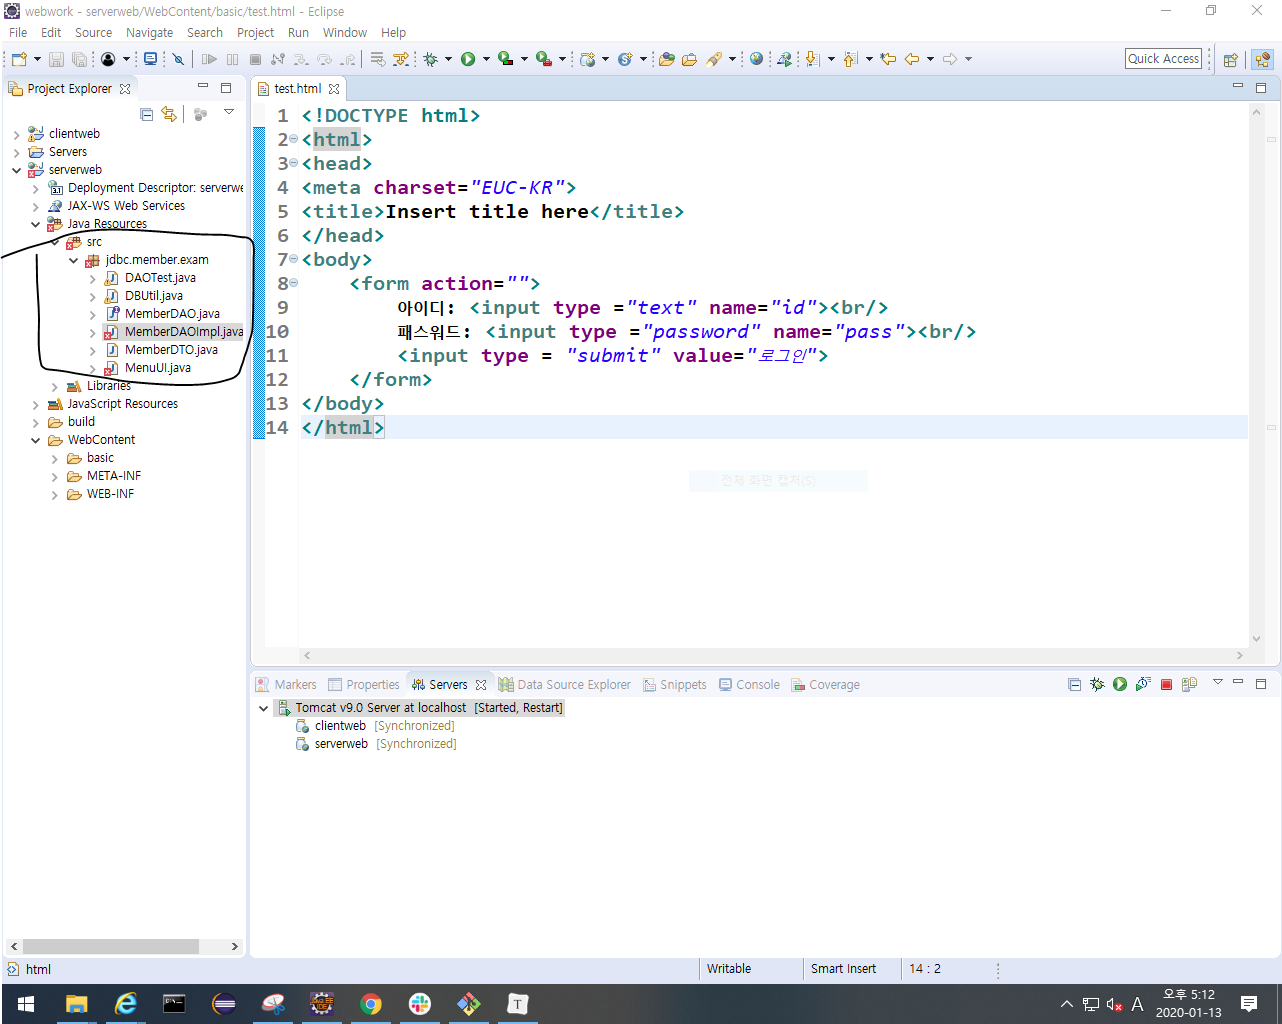 webwork - serverweb/WebContent/basic/test.html - Eclipse
File Edit Source Navigate Search Project Run Window Help
Quick Access
Project Explorer
test.html
clientweb
Servers
serverweb
Deployment Descriptor: serverwe
JAX-WS Web Services
Java Resources
src
jdbc.member.exam
DAOTest.java
DBUtil.java
MemberDAO.java
MemberDAOImpl.java
MemberDTO.java
MenuUI.java
Libraries
JavaScript Resources
build
WebContent
basic
META-INF
WEB-INF
1 <!DOCTYPE html>
2 <html>
3 <head>
4 <meta charset="EUC-KR">
5 <title>Insert title here</title>
6 </head>
7 <body>
8 <form action="">
9 아이디: <input type ="text" name="id"><br/>
10 패스워드: <input type ="password" name="pass"><br/>
11 <input type = "submit" value="로그인">
12 </form>
13 </body>
14 </html>
전체 화면 캡처(S)
Markers Properties Servers Data Source Explorer Snippets Console Coverage
Tomcat v9.0 Server at localhost [Started, Restart]
clientweb [Synchronized]
serverweb [Synchronized]
html
Writable Smart Insert 14 : 2
A
오후 5:12
2020-01-13